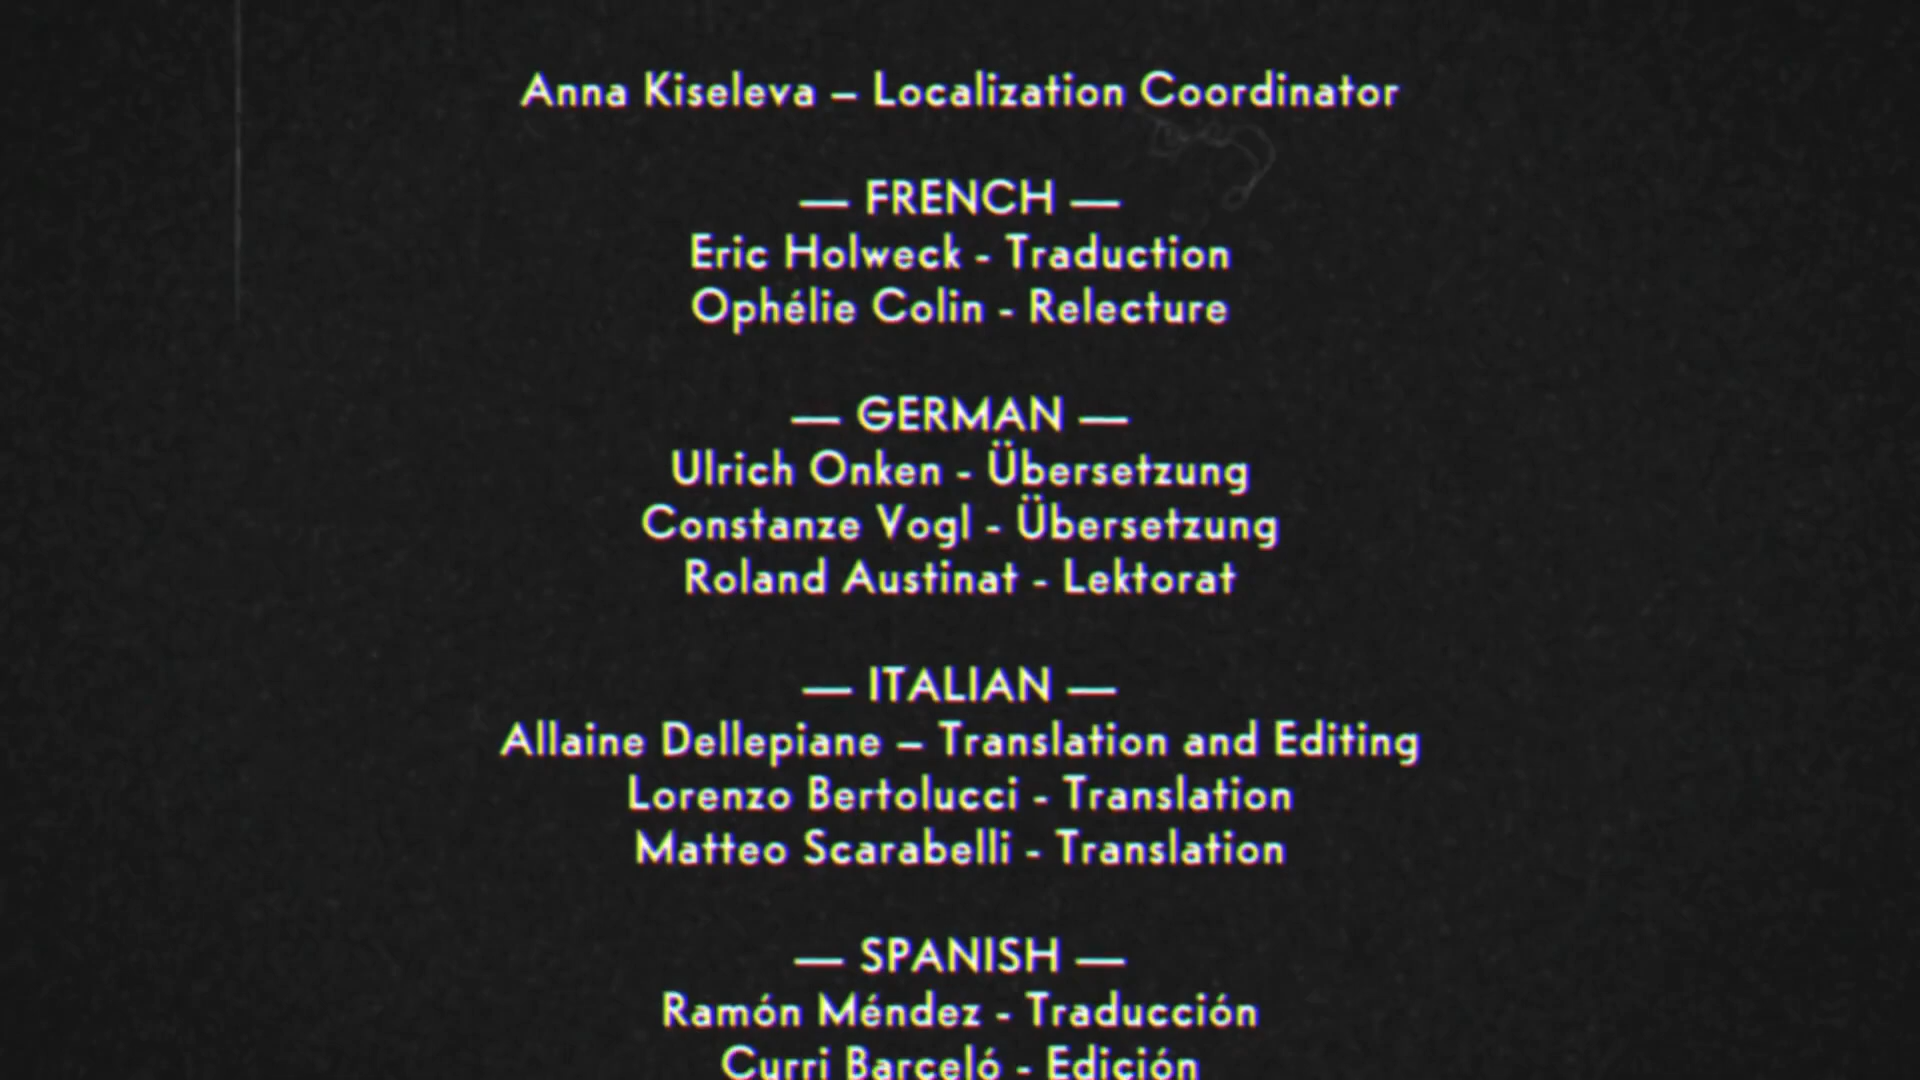 Anna Kiseleva – Localization Coordinator
— FRENCH —
Eric Holweck - Traduction
Ophélie Colin - Relecture
— GERMAN —
Ulrich Onken - Übersetzung
Constanze Vogl - Übersetzung
Roland Austinat - Lektorat
— ITALIAN —
Allaine Dellepiane – Translation and Editing
Lorenzo Bertolucci - Translation
Matteo Scarabelli - Translation
— SPANISH —
Ramón Méndez - Traducción
Curri Barceló - Edición